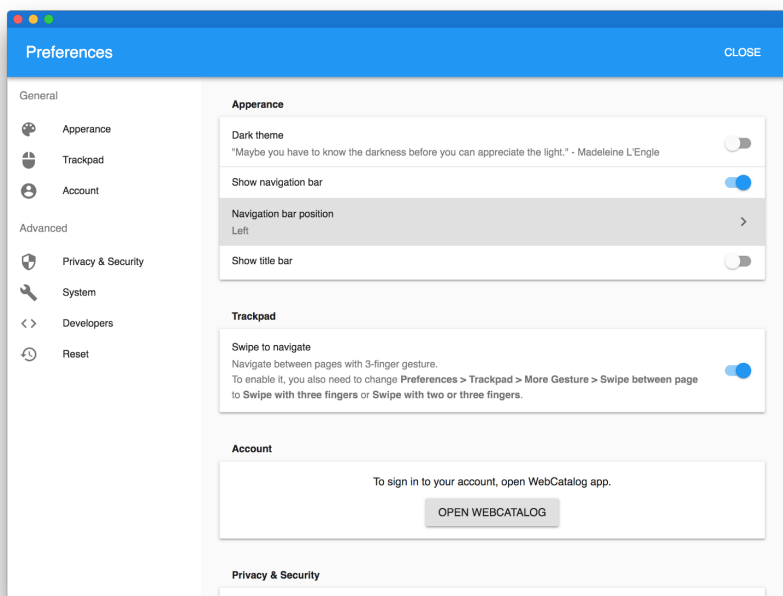 Preferences
CLOSE
General
Apperance
Trackpad
Account
Advanced
Privacy & Security
System
Developers
Reset
Apperance
Dark theme
"Maybe you have to know the darkness before you can appreciate the light." - Madeleine L'Engle
Show navigation bar
Navigation bar position
Left
Show title bar
Trackpad
Swipe to navigate
Navigate between pages with 3-finger gesture.
To enable it, you also need to change Preferences > Trackpad > More Gesture > Swipe between page
to Swipe with three fingers or Swipe with two or three fingers.
Account
To sign in to your account, open WebCatalog app.
OPEN WEBCATALOG
Privacy & Security